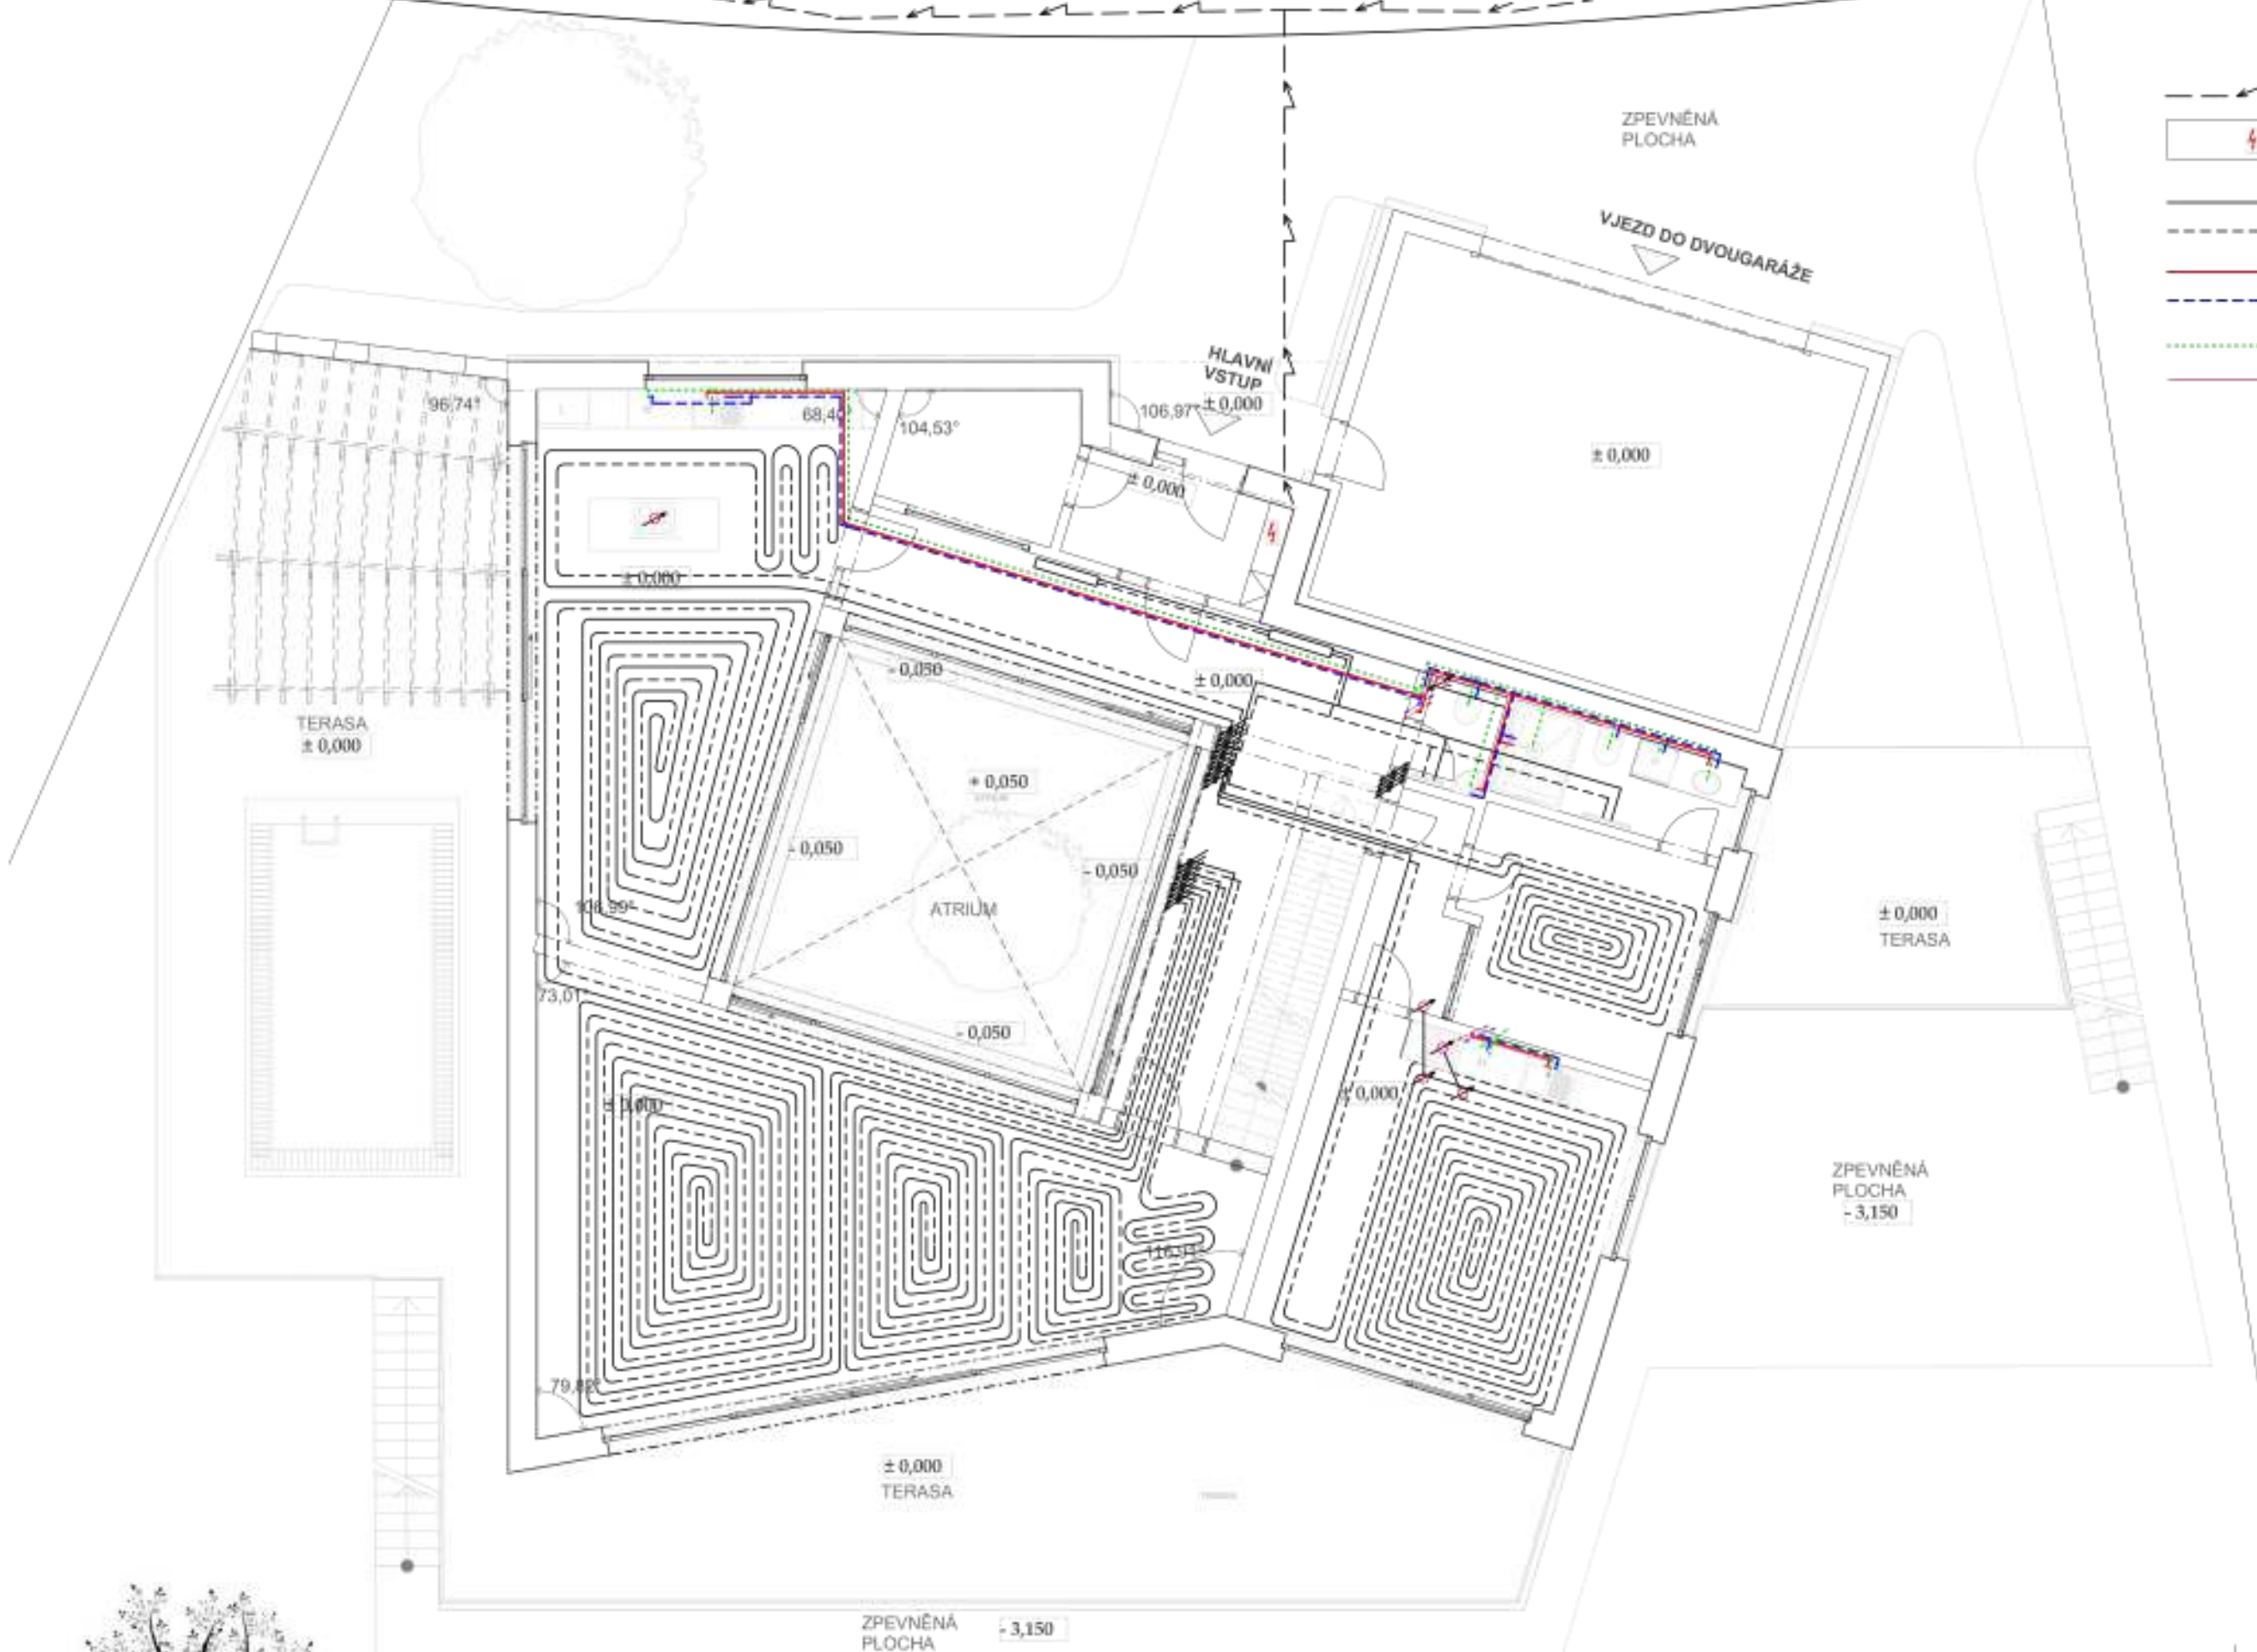 ZPEVNĚNÁ
PLOCHA
VJEZD DO DVOUGARÁŽE
HLAVNÍ
VSTUP
± 0,000
96,74°
68,4
104,53°
106,97°
± 0,000
± 0,000
± 0,000
- 0,050
± 0,000
TERASA
± 0,000
+ 0,050
- 0,050
- 0,050
ATRIUM
106,99°
± 0,000
TERASA
73,01°
- 0,050
± 0,000
± 0,000
ZPEVNĚNÁ
PLOCHA
- 3,150
79,82°
± 0,000
TERASA
ZPEVNĚNÁ
PLOCHA
- 3,150